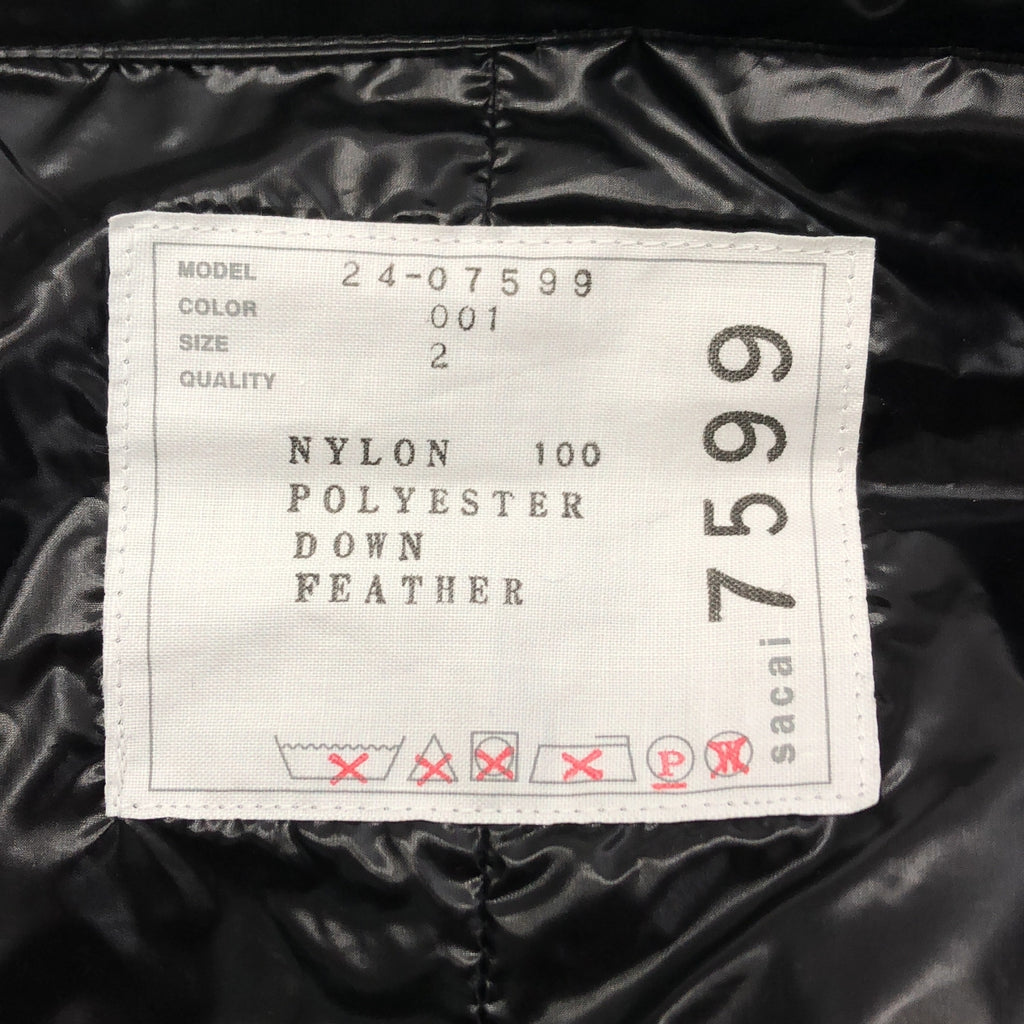 MODEL 24-07599
COLOR 001
SIZE 2
QUALITY
NYLON 100
POLYESTER
DOWN
FEATHER
P W
sacai 7599